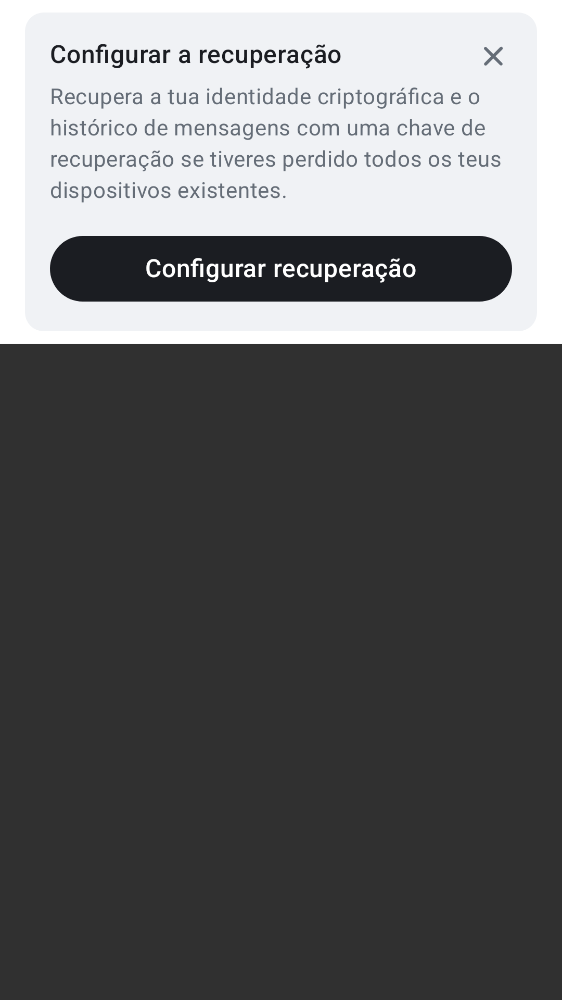 Configurar a recuperação
Recupera a tua identidade criptográfica e o
histórico de mensagens com uma chave de
recuperação se tiveres perdido todos os teus
dispositivos existentes.
Configurar recuperação